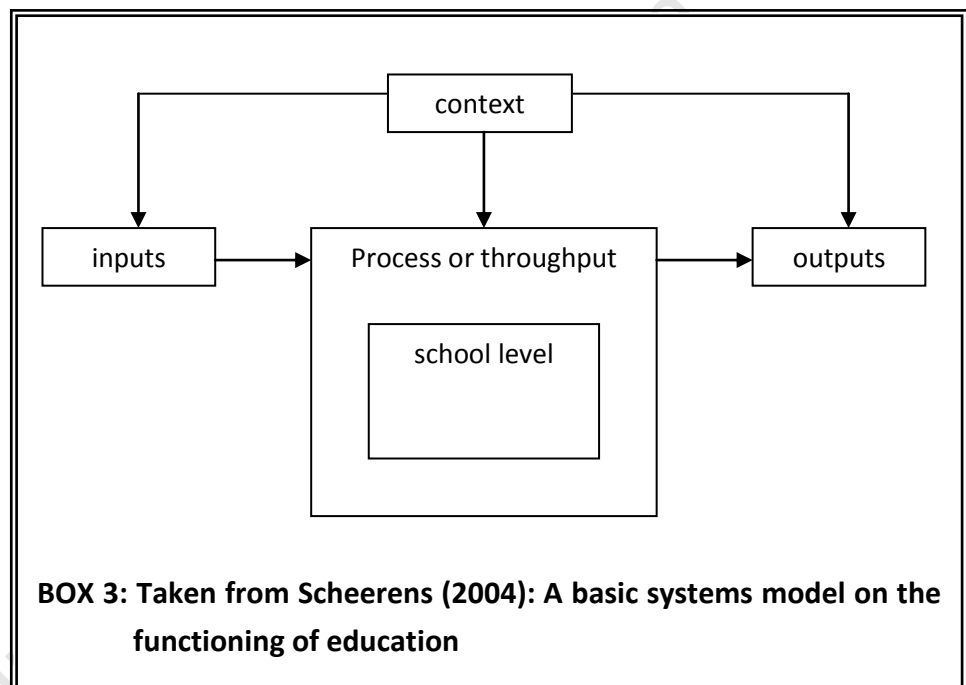 context
inputs
Process or throughput
outputs
school level
BOX 3: Taken from Scheerens (2004): A basic systems model on the
functioning of education